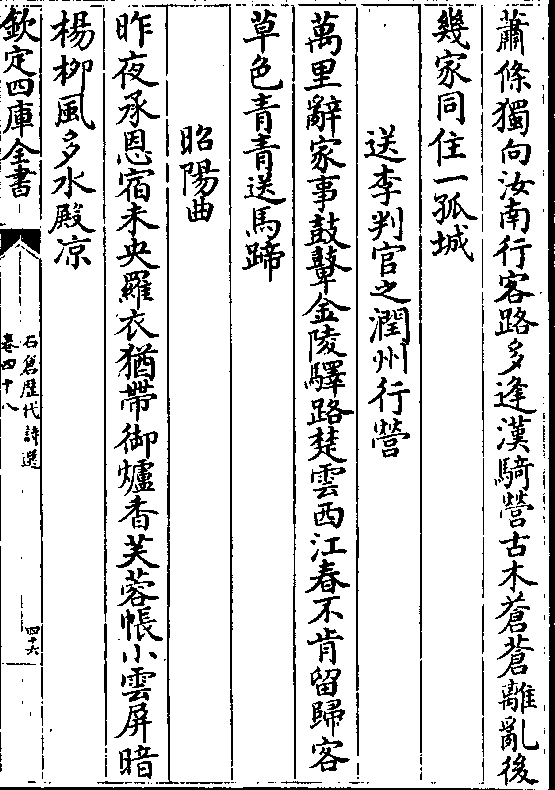 蕭條獨向汝南行客路多逢漢騎營古木蒼蒼離亂後
幾家同住一孤城
送李判官之潤州行營
萬里辭家事鼓鼙金陵驛路楚雲西江春不肯留歸客
草色青青送馬蹄
昭陽曲
昨夜承恩宿未央羅衣猶帶御爐香芙蓉帳小雲屏暗
楊柳風多水殿凉
欽定四庫全書
石倉歷代詩選
卷四十八
四十六